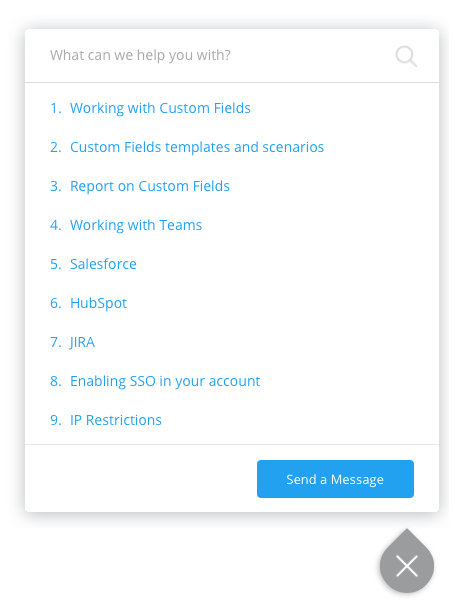 What can we help you with?
1. Working with Custom Fields
2. Custom Fields templates and scenarios
3. Report on Custom Fields
4. Working with Teams
5. Salesforce
6. HubSpot
7. JIRA
8. Enabling SSO in your account
9. IP Restrictions
Send a Message